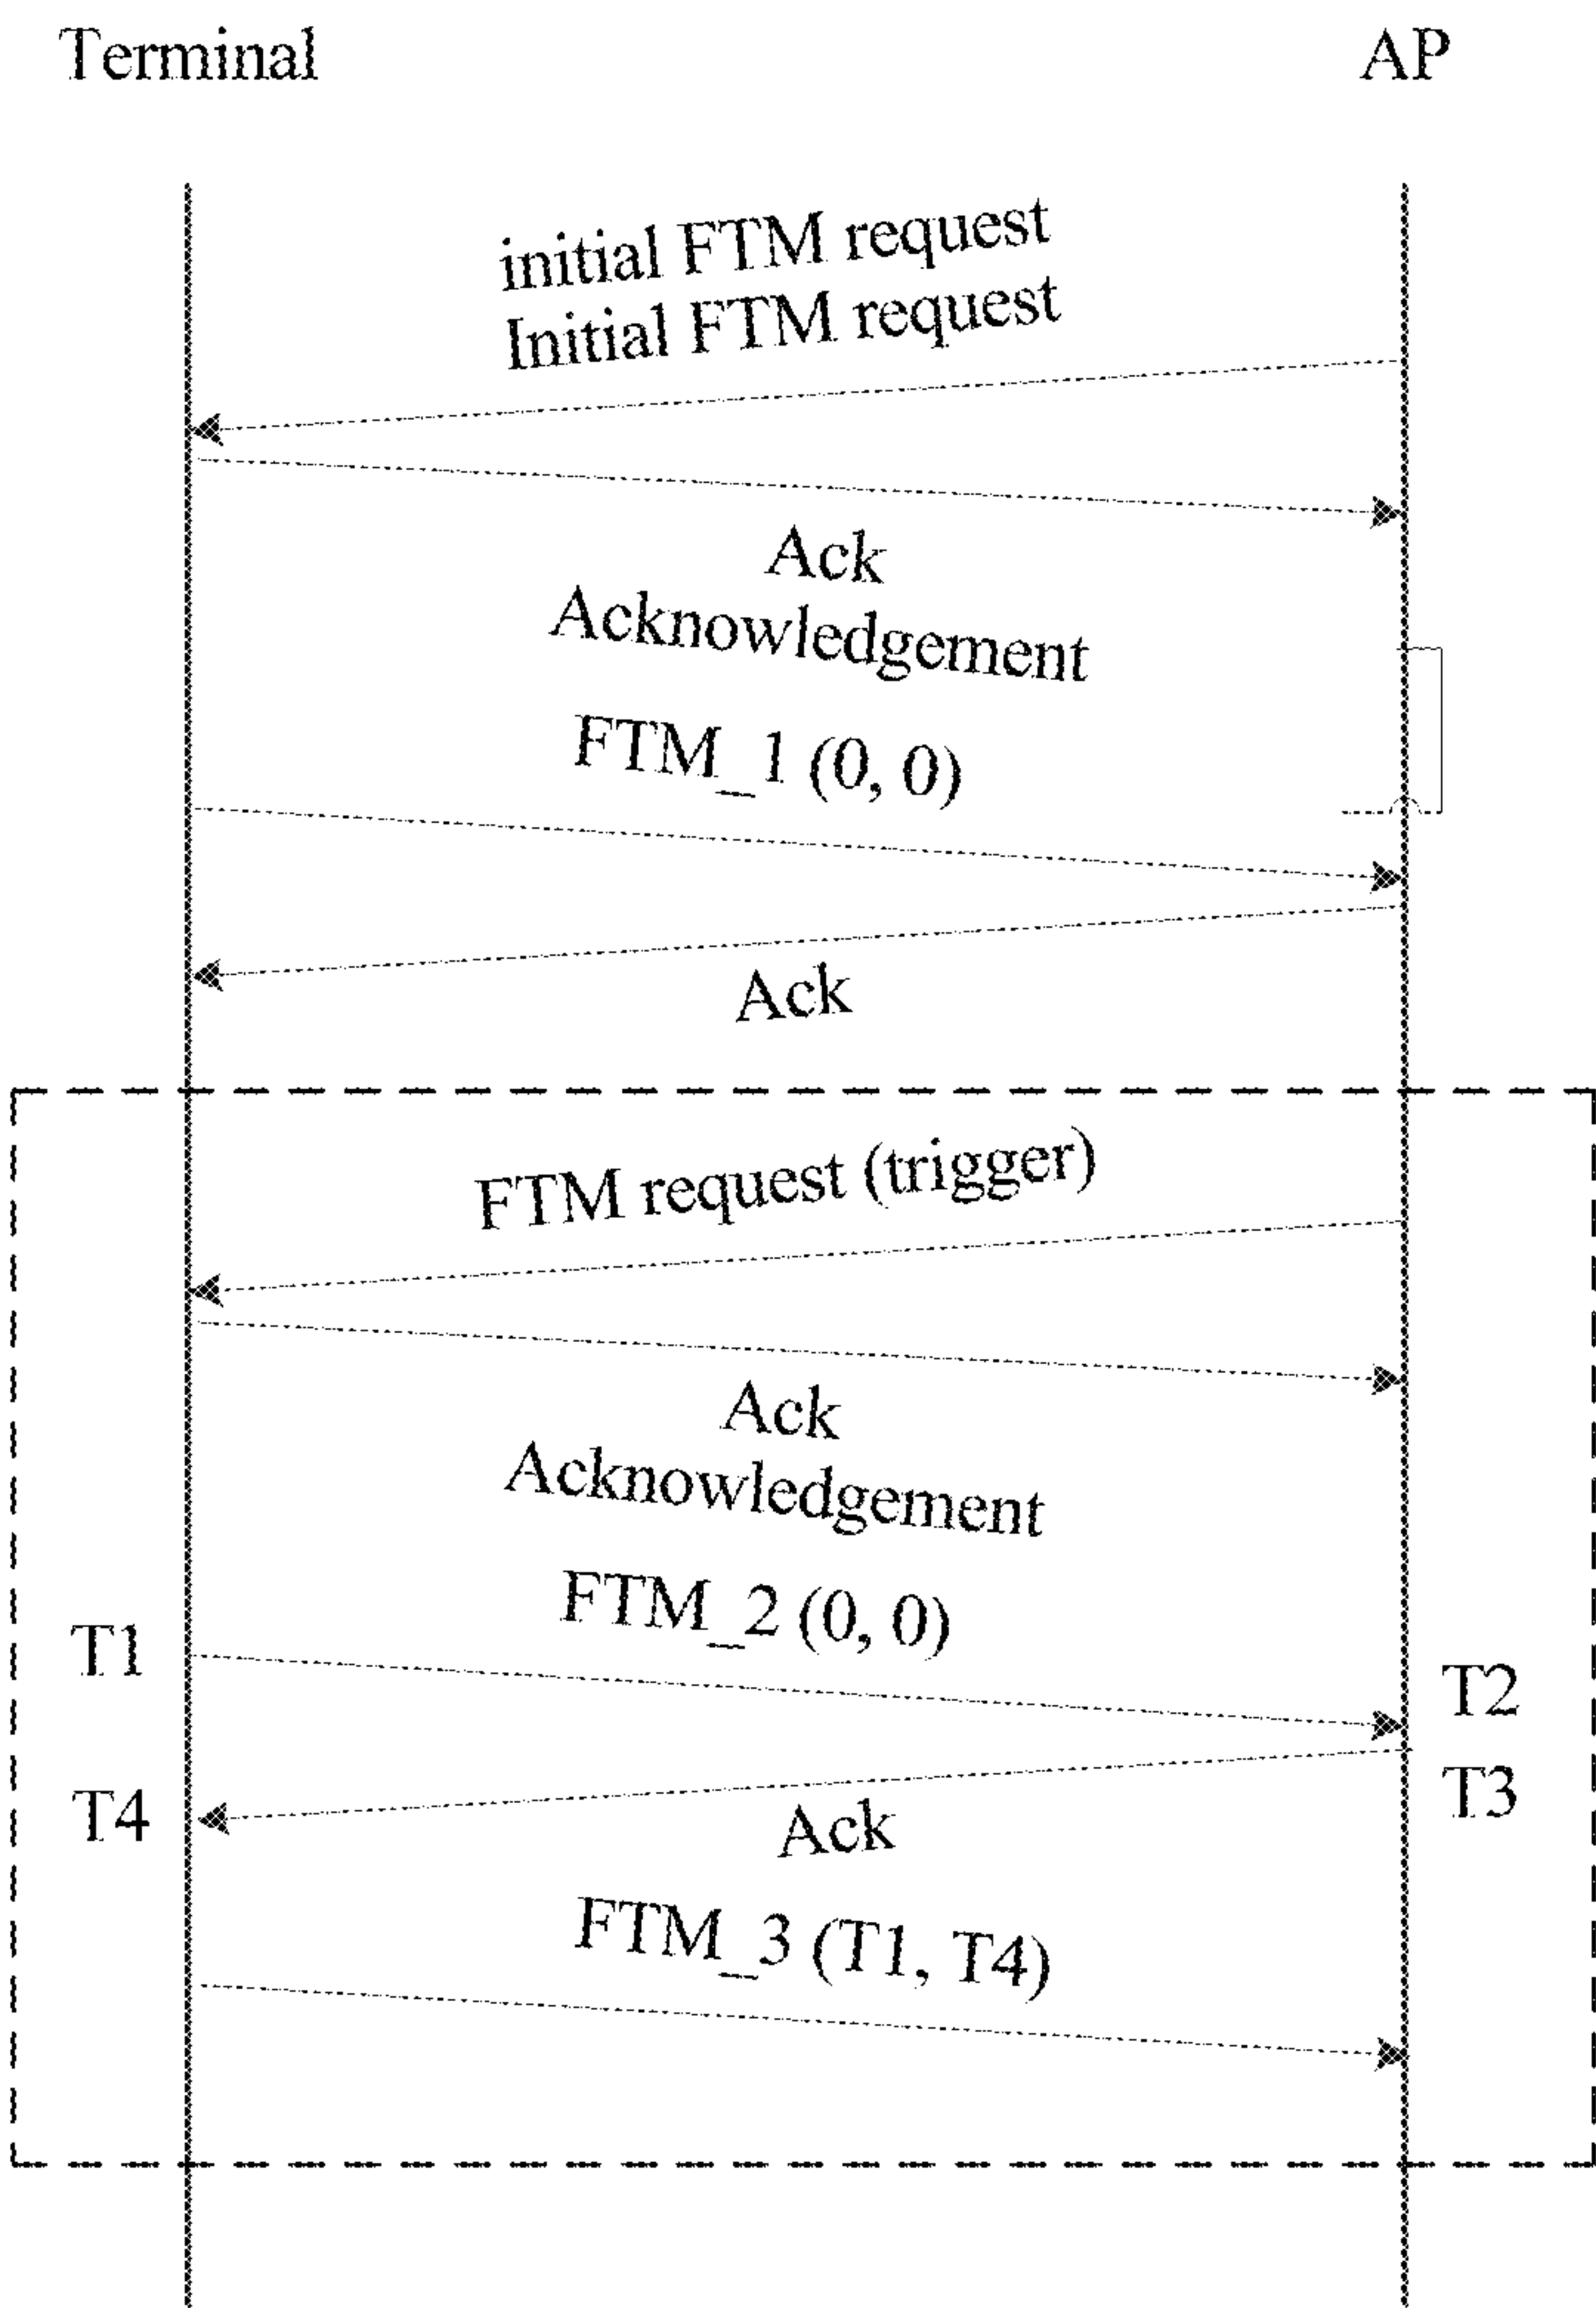 Terminal
AP
initial FTM request
Initial FTM request
Ack
Acknowledgement
FTM_1 (0, 0)
Ack
FTM request (trigger)
Ack
Acknowledgement
FTM_2 (0, 0)
T1
T2
T3
T4
Ack
FTM_3 (T1, T4)